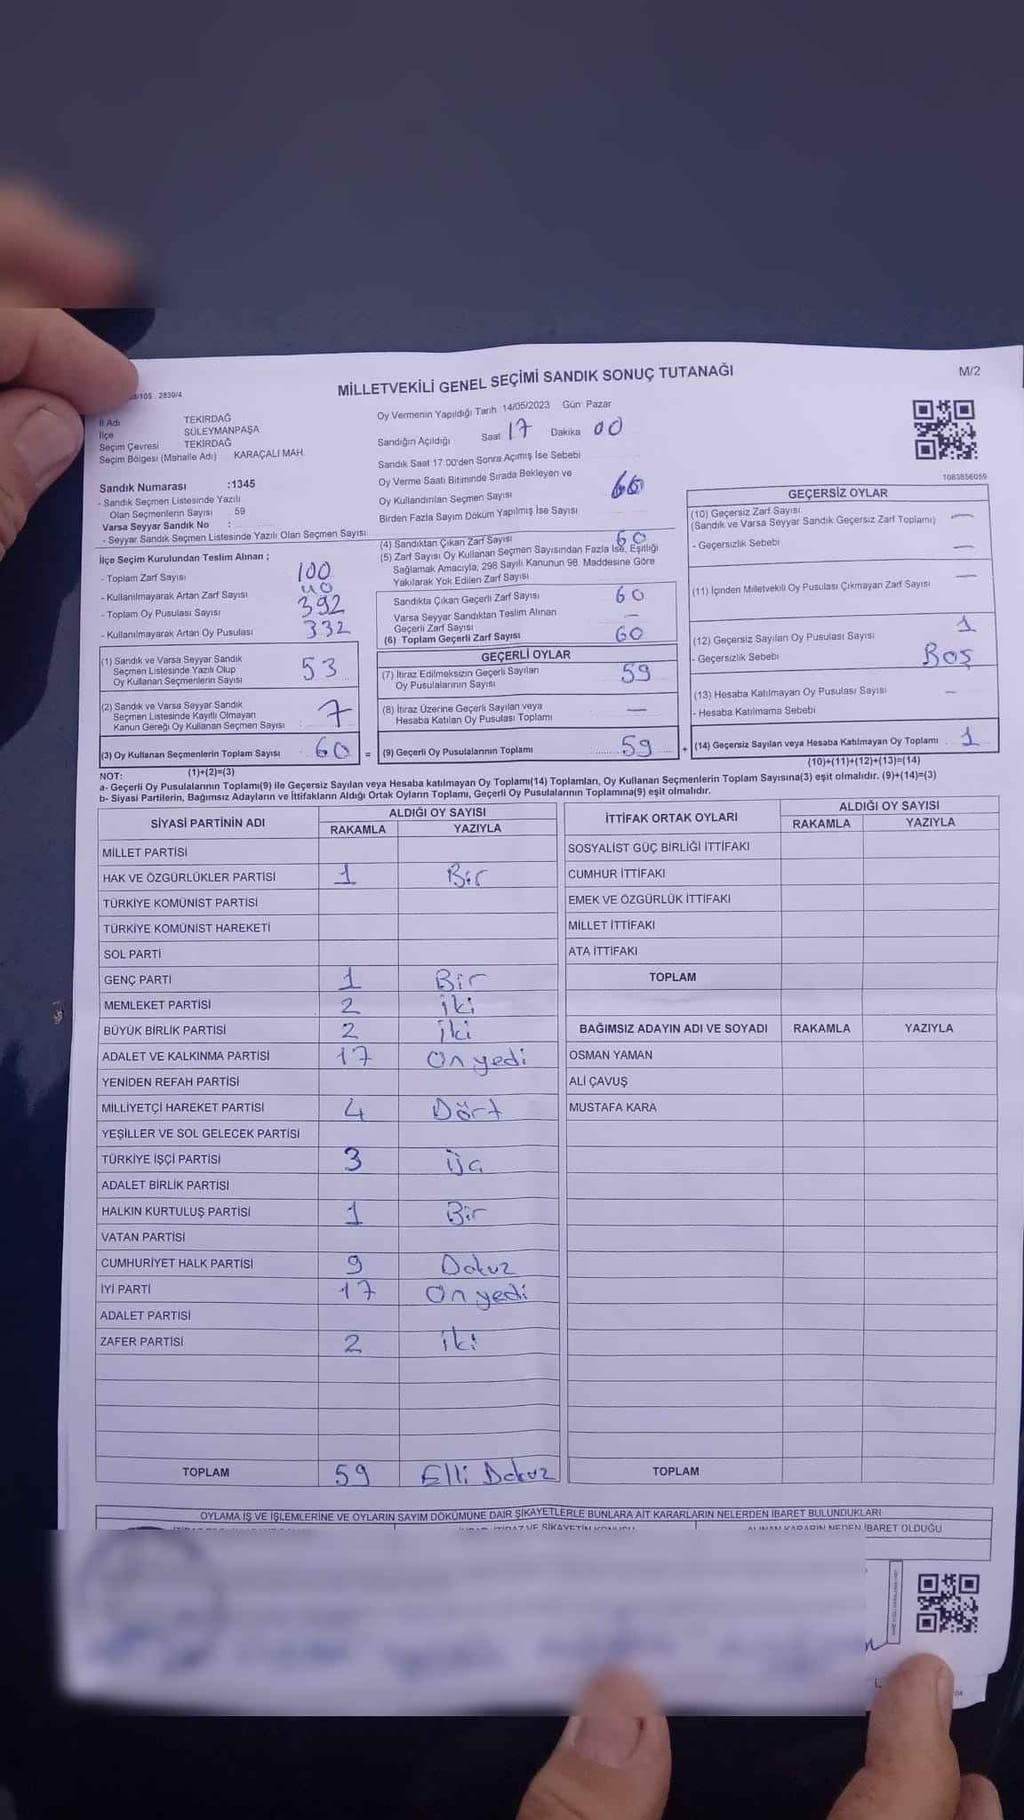 MİLLETVEKİLİ GENEL SEÇİMİ SANDIK SONUÇ TUTANAĞI
M/2
İl Adı TEKİRDAĞ
İlçe SÜLEYMANPAŞA
Seçim Çevresi TEKİRDAĞ
Seçim Bölgesi (Mahalle Adı) KARAÇALI MAH.
Sandık Numarası :1345
- Sandık Seçmen Listesinde Yazılı
Olan Seçmenlerin Sayısı 59
Varsa Seyyar Sandık No :
- Seyyar Sandık Seçmen Listesinde Yazılı Olan Seçmen Sayısı
Oy Vermenin Yapıldığı Tarih 14/05/2023 Gün: Pazar
Sandığın Açıldığı Saat 17 Dakika 00
Sandık Saat 17:00'den Sonra Açımış İse Sebebi
Oy Verme Saati Bitiminde Sırada Bekleyen ve
Oy Kullandırılan Seçmen Sayısı
Birden Fazla Sayım Döküm Yapılmış İse Sayısı
1083856059
İlçe Seçim Kurulundan Teslim Alınan ;
- Toplam Zarf Sayısı 100
- Kullanılmayarak Artan Zarf Sayısı 40
- Toplam Oy Pusulası Sayısı 392
- Kullanılmayarak Artan Oy Pusulası 332
(1) Sandık ve Varsa Seyyar Sandık
Seçmen Listesinde Yazılı Olup
Oy Kullanan Seçmenlerin Sayısı 53
(2) Sandık ve Varsa Seyyar Sandık
Seçmen Listesinde Kayıtlı Olmayan
Kanun Gereği Oy Kullanan Seçmen Sayısı 7
(3) Oy Kullanan Seçmenlerin Toplam Sayısı 60 =
(1)+(2)=(3)
(4) Sandıktan Çıkan Zarf Sayısı 60
(5) Zarf Sayısı Oy Kullanan Seçmen Sayısından Fazla İse, Eşitliği
Sağlamak Amacıyla, 298 Sayılı Kanunun 98. Maddesine Göre
Yakılarak Yok Edilen Zarf Sayısı
Sandıkta Çıkan Geçerli Zarf Sayısı 60
Varsa Seyyar Sandıktan Teslim Alınan
Geçerli Zarf Sayısı —
(6) Toplam Geçerli Zarf Sayısı 60
GEÇERLİ OYLAR
(7) İtiraz Edilmeksizin Geçerli Sayılan
Oy Pusulalarının Sayısı 59
(8) İtiraz Üzerine Geçerli Sayılan veya
Hesaba Katılan Oy Pusulası Toplamı —
(9) Geçerli Oy Pusulalarının Toplamı 59 +
GEÇERSİZ OYLAR
(10) Geçersiz Zarf Sayısı —
(Sandık ve Varsa Seyyar Sandık Geçersiz Zarf Toplamı)
- Geçersizlik Sebebi —
(11) İçinden Milletvekili Oy Pusulası Çıkmayan Zarf Sayısı —
(12) Geçersiz Sayılan Oy Pusulası Sayısı 1
- Geçersizlik Sebebi Boş
(13) Hesaba Katılmayan Oy Pusulası Sayısı —
- Hesaba Katılmama Sebebi
(14) Geçersiz Sayılan veya Hesaba Katılmayan Oy Toplamı 1
(10)+(11)+(12)+(13)=(14)
NOT:
a- Geçerli Oy Pusulalarının Toplamı(9) ile Geçersiz Sayılan veya Hesaba katılmayan Oy Toplamı(14) Toplamları, Oy Kullanan Seçmenlerin Toplam Sayısına(3) eşit olmalıdır. (9)+(14)=(3)
b- Siyasi Partilerin, Bağımsız Adayların ve İttifakların Aldığı Ortak Oyların Toplamı, Geçerli Oy Pusulalarının Toplamına(9) eşit olmalıdır.
SİYASİ PARTİNİN ADI ALDIĞI OY SAYISI
RAKAMLA YAZIYLA
MİLLET PARTİSİ
HAK VE ÖZGÜRLÜKLER PARTİSİ 1 Bir
TÜRKİYE KOMÜNİST PARTİSİ
TÜRKİYE KOMÜNİST HAREKETİ
SOL PARTİ
GENÇ PARTİ 1 Bir
MEMLEKET PARTİSİ 2 iki
BÜYÜK BİRLİK PARTİSİ 2 iki
ADALET VE KALKINMA PARTİSİ 17 On yedi
YENİDEN REFAH PARTİSİ
MİLLİYETÇİ HAREKET PARTİSİ 4 Dört
YEŞİLLER VE SOL GELECEK PARTİSİ
TÜRKİYE İŞÇİ PARTİSİ 3 Üç
ADALET BİRLİK PARTİSİ
HALKIN KURTULUŞ PARTİSİ 1 Bir
VATAN PARTİSİ
CUMHURİYET HALK PARTİSİ 9 Dokuz
İYİ PARTİ 17 On yedi
ADALET PARTİSİ
ZAFER PARTİSİ 2 iki
TOPLAM 59 Elli Dokuz
İTTİFAK ORTAK OYLARI ALDIĞI OY SAYISI
RAKAMLA YAZIYLA
SOSYALİST GÜÇ BİRLİĞİ İTTİFAKI
CUMHUR İTTİFAKI
EMEK VE ÖZGÜRLÜK İTTİFAKI
MİLLET İTTİFAKI
ATA İTTİFAKI
TOPLAM
BAĞIMSIZ ADAYIN ADI VE SOYADI RAKAMLA YAZIYLA
OSMAN YAMAN
ALİ ÇAVUŞ
MUSTAFA KARA
TOPLAM
OYLAMA İŞ VE İŞLEMLERİNE VE OYLARIN SAYIM DÖKÜMÜNE DAİR ŞİKAYETLERLE BUNLARA AİT KARARLARIN NELERDEN İBARET BULUNDUKLARI
ALINAN KARARIN NEDEN İBARET OLDUĞU